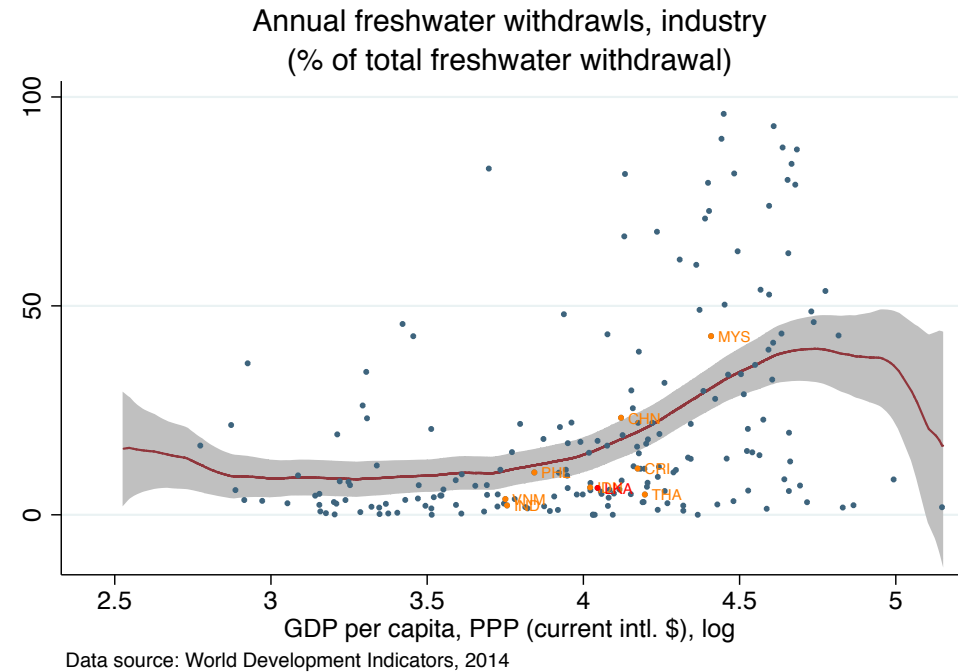 Annual freshwater withdrawls, industry
(% of total freshwater withdrawal)
100
50
0
MYS
CHN
PHL
CRI
THA
VNM
IND
2.5 3 3.5 4 4.5 5
GDP per capita, PPP (current intl. $), log
Data source: World Development Indicators, 2014